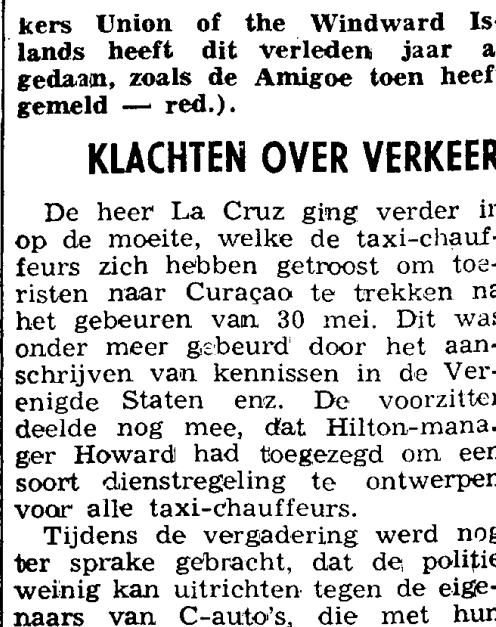 kers Union of the Windward Is-
lands heeft dit verleden jaar a
gedaan, zoals de Amigoe toen heef
gemeld — red.).
KLACHTEN OVER VERKEER
De heer La Cruz ging verder in
op de moeite, welke de taxi-chauf-
feurs zich hebben getroost om toe-
risten naar Curaçao te trekken na
het gebeuren van 30 mei. Dit was
onder meer gebeurd door het aan-
schrijven van kennissen in de Ver-
enigde Staten enz. De voorzitter
deelde nog mee, dat Hilton-mana-
ger Howard had toegezegd om een
soort dienstregeling te ontwerpen
voor alle taxi-chauffeurs.
Tijdens de vergadering werd nog
ter sprake gebracht, dat de politie
weinig kan uitrichten tegen de eige-
naars van C-auto's, die met hun